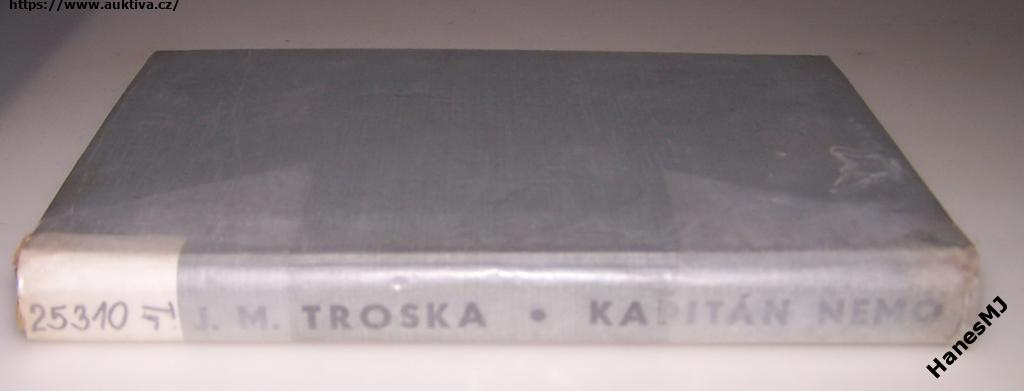 https://www.auktiva.cz/
25310
J. M. TROSKA • KAPITÁN NEMO
HanesMJ